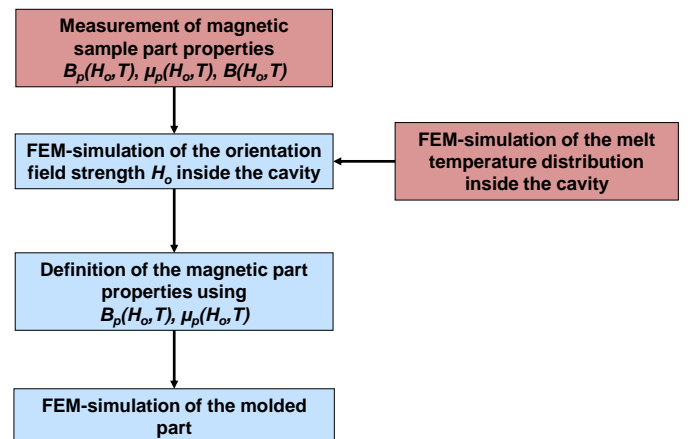 Measurement of magnetic
sample part properties
Bₚ(Hₒ,T), μₚ(Hₒ,T), B(Hₒ,T)
FEM-simulation of the orientation
field strength Hₒ inside the cavity
FEM-simulation of the melt
temperature distribution
inside the cavity
Definition of the magnetic part
properties using
Bₚ(Hₒ,T), μₚ(Hₒ,T)
FEM-simulation of the molded
part